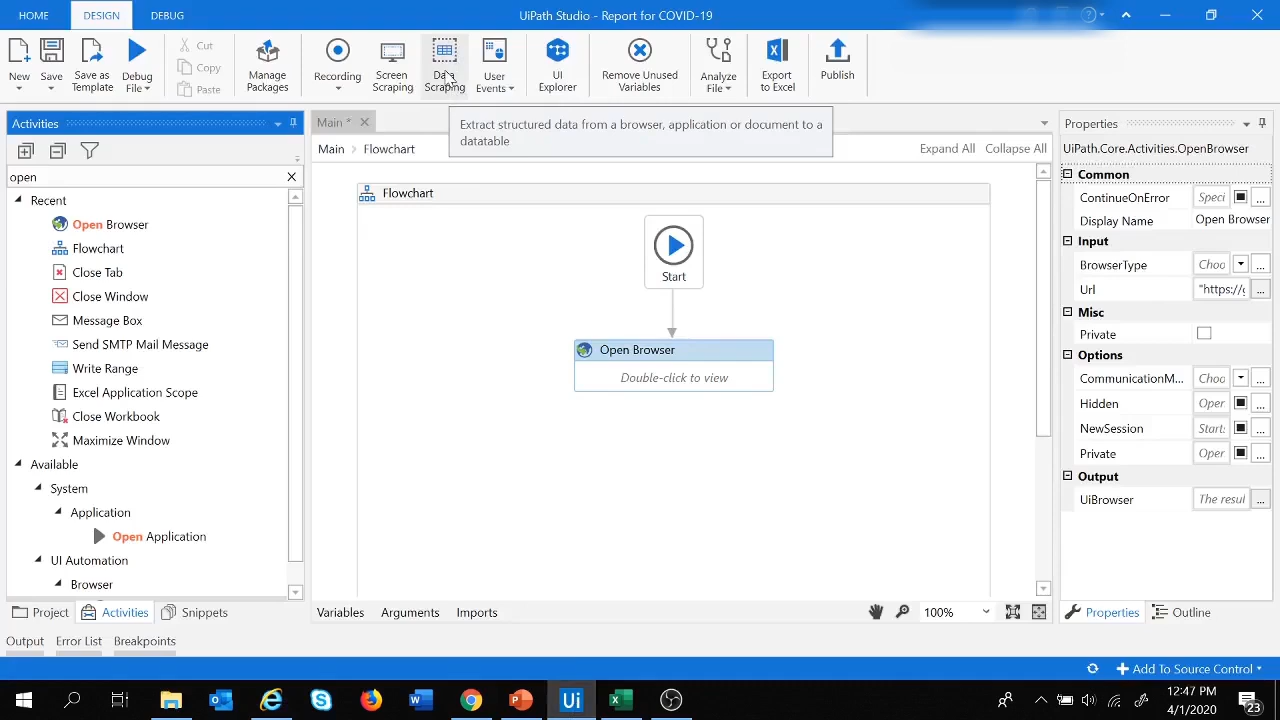 HOME
DESIGN
DEBUG
UiPath Studio - Report for COVID-19
New
Save
Save as Template
Debug File
Cut
Copy
Paste
Manage Packages
Recording
Screen Scraping
Data Scraping
User Events
UI Explorer
Remove Unused Variables
Analyze File
Export to Excel
Publish
Extract structured data from a browser, application or document to a
datatable
Activities
open
Recent
Open Browser
Flowchart
Close Tab
Close Window
Message Box
Send SMTP Mail Message
Write Range
Excel Application Scope
Close Workbook
Maximize Window
Available
System
Application
Open Application
UI Automation
Browser
Project
Activities
Snippets
Main *
Main > Flowchart
Expand All
Collapse All
Flowchart
Start
Open Browser
Double-click to view
Variables
Arguments
Imports
100%
Properties
UiPath.Core.Activities.OpenBrowser
Common
ContinueOnError Speci ...
Display Name Open Browser
Input
BrowserType Choo ...
Url "https://g ...
Misc
Private
Options
CommunicationM... Choo ...
Hidden Oper ...
NewSession Start: ...
Private Oper ...
Output
UiBrowser The resul ...
Properties
Outline
Output
Error List
Breakpoints
Add To Source Control
12:47 PM
4/1/2020
23